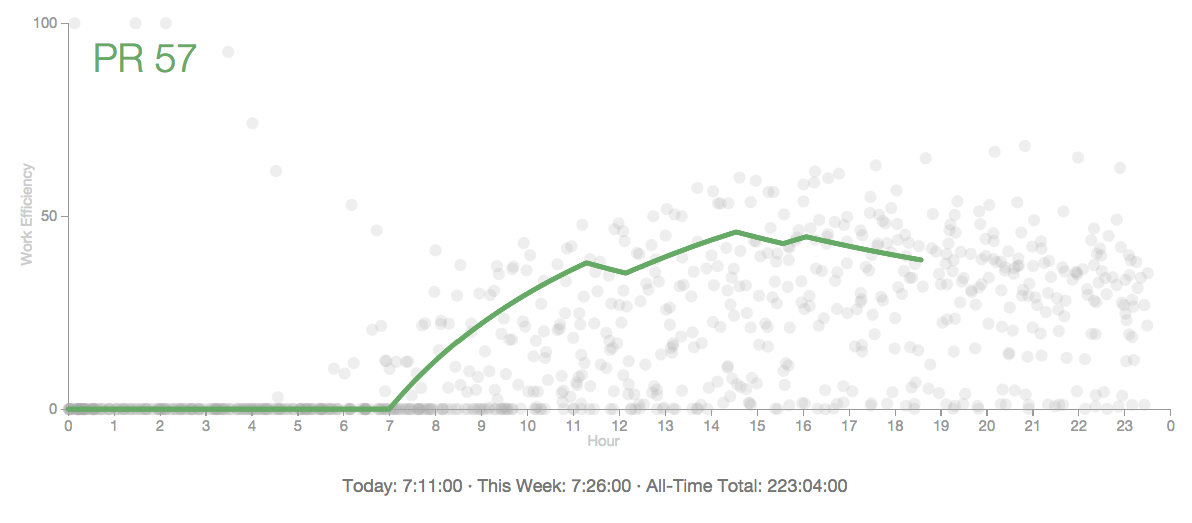 100
PR 57
Work Efficiency
50
0
0 1 2 3 4 5 6 7 8 9 10 11 12 13 14 15 16 17 18 19 20 21 22 23 0
Hour
Today: 7:11:00 · This Week: 7:26:00 · All-Time Total: 223:04:00